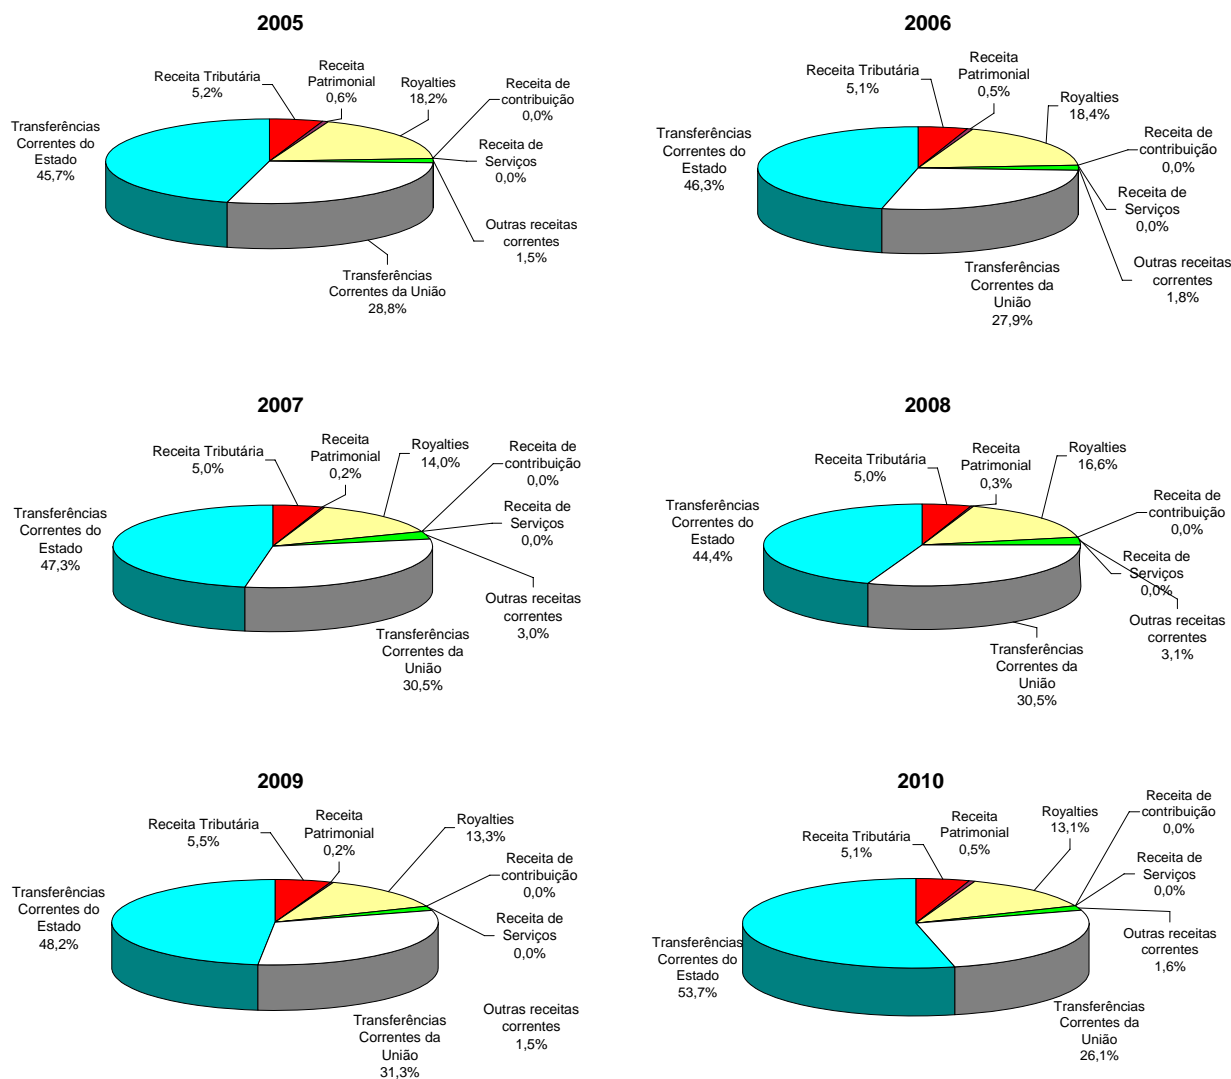 2005
Receita Tributária
5,2%
Receita
Patrimonial
0,6%
Royalties
18,2%
Receita de
contribuição
0,0%
Receita
de Serviços
0,0%
Outras receitas
correntes
1,5%
Transferências
Correntes da União
28,8%
Transferências
Correntes do
Estado
45,7%
2006
Receita Tributária
5,1%
Receita
Patrimonial
0,5%
Royalties
18,4%
Receita de
contribuição
0,0%
Receita de
Serviços
0,0%
Outras receitas
correntes
1,8%
Transferências
Correntes da
União
27,9%
Transferências
Correntes do
Estado
46,3%
2007
Receita Tributária
5,0%
Receita
Patrimonial
0,2%
Royalties
14,0%
Receita de
contribuição
0,0%
Receita de
Serviços
0,0%
Outras receitas
correntes
3,0%
Transferências
Correntes da
União
30,5%
Transferências
Correntes do
Estado
47,3%
2008
Receita Tributária
5,0%
Receita
Patrimonial
0,3%
Royalties
16,6%
Receita de
contribuição
0,0%
Receita de
Serviços
0,0%
Outras receitas
correntes
3,1%
Transferências
Correntes da
União
30,5%
Transferências
Correntes do
Estado
44,4%
2009
Receita Tributária
5,5%
Receita
Patrimonial
0,2%
Royalties
13,3%
Receita de
contribuição
0,0%
Receita de
Serviços
0,0%
Outras receitas
correntes
1,5%
Transferências
Correntes da
União
31,3%
Transferências
Correntes do
Estado
48,2%
2010
Receita Tributária
5,1%
Receita
Patrimonial
0,5%
Royalties
13,1%
Receita de
contribuição
0,0%
Receita de
Serviços
0,0%
Outras receitas
correntes
1,6%
Transferências
Correntes da
União
26,1%
Transferências
Correntes do
Estado
53,7%